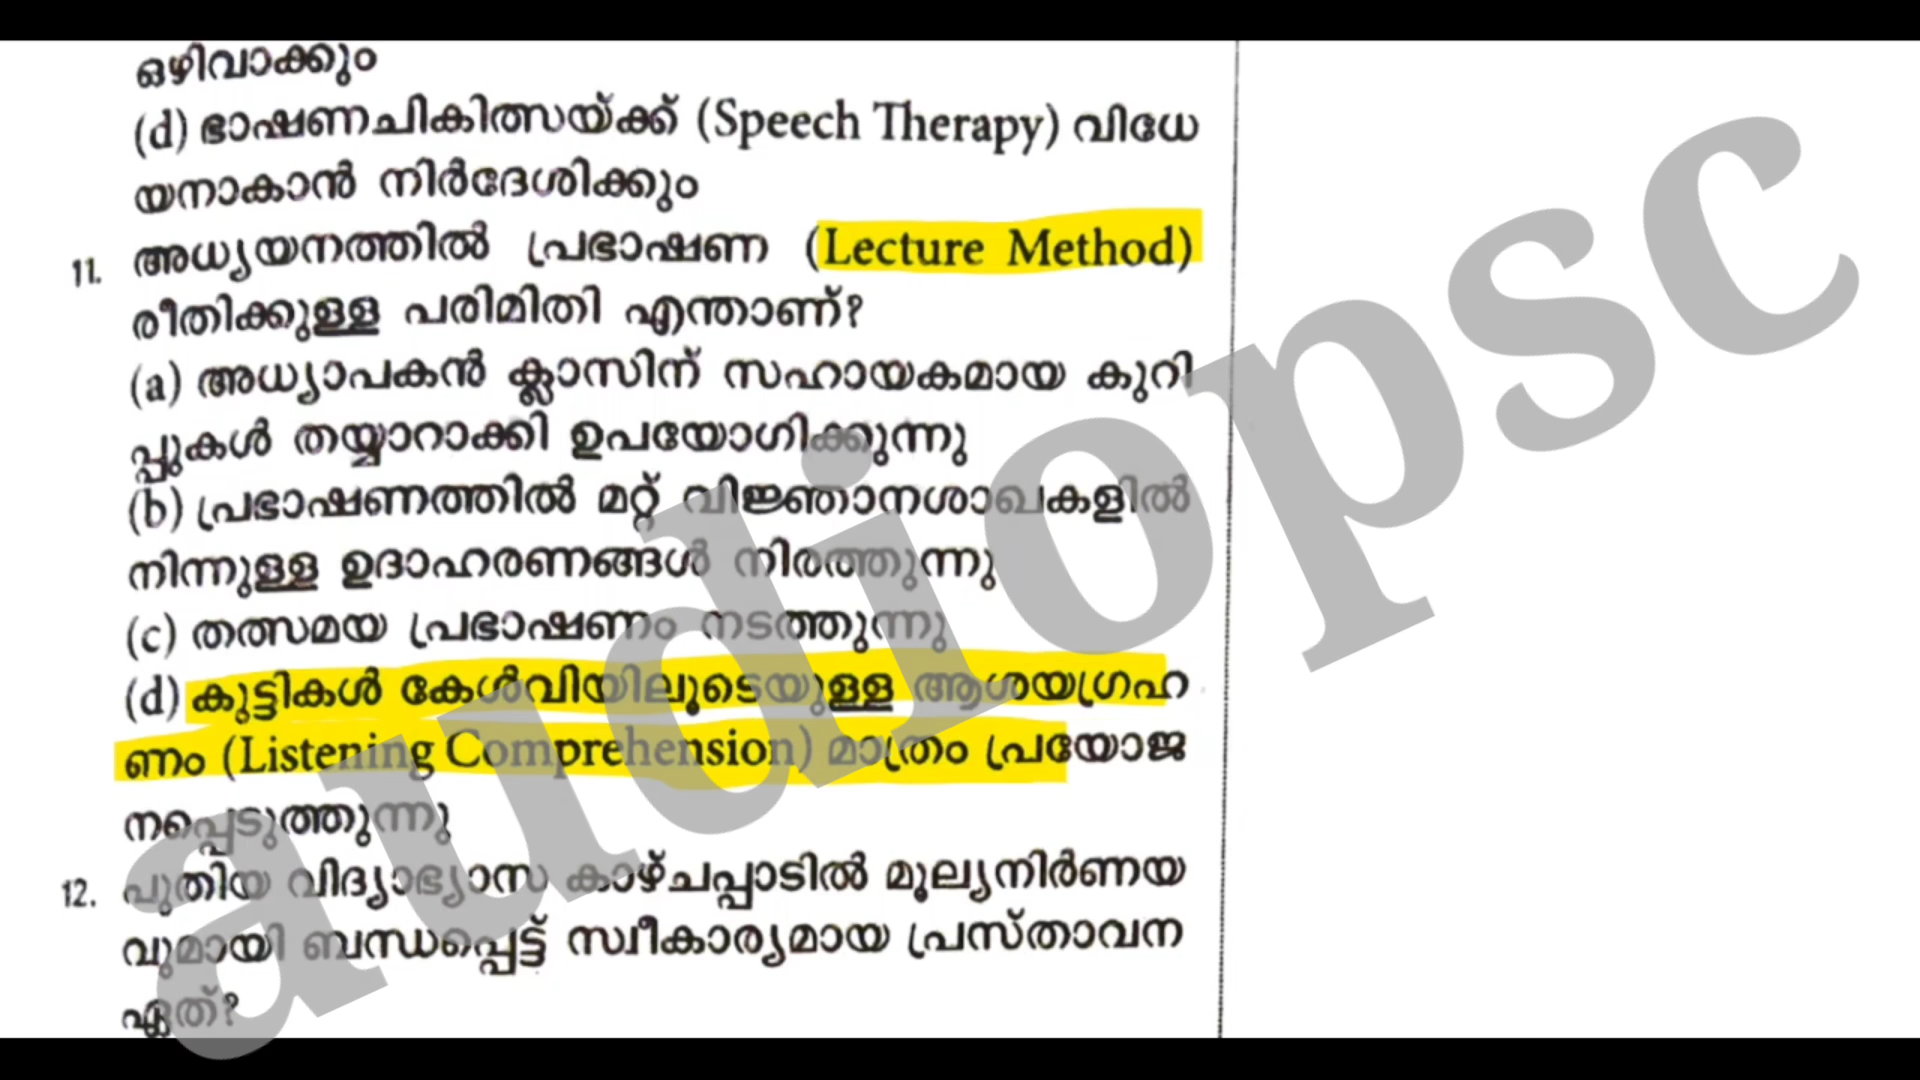 ഒഴിവാക്കും
(d) ഭാഷണചികിത്സയ്ക്ക് (Speech Therapy) വിധേ
യനാകാൻ നിർദേശിക്കും
11. അധ്യയനത്തിൽ പ്രഭാഷണ (Lecture Method)
രീതിക്കുള്ള പരിമിതി എന്താണ്?
(a) അധ്യാപകൻ ക്ലാസിന് സഹായകമായ കുറി
പ്പുകൾ തയ്യാറാക്കി ഉപയോഗിക്കുന്നു
(b) പ്രഭാഷണത്തിൽ മറ്റ് വിജ്ഞാനശാഖകളിൽ
നിന്നുള്ള ഉദാഹരണങ്ങൾ നിരത്തുന്നു
(c) തത്സമയ പ്രഭാഷണം നടത്തുന്നു
(d) കുട്ടികൾ കേൾവിയിലൂടെയുള്ള ആശയഗ്രഹ
ണം (Listening Comprehension) മാത്രം പ്രയോജ
നപ്പെടുത്തുന്നു
12. പുതിയ വിദ്യാഭ്യാസ കാഴ്ചപ്പാടിൽ മൂല്യനിർണയ
വുമായി ബന്ധപ്പെട്ട് സ്വീകാര്യമായ പ്രസ്താവന
ഏത്?
audiopsc